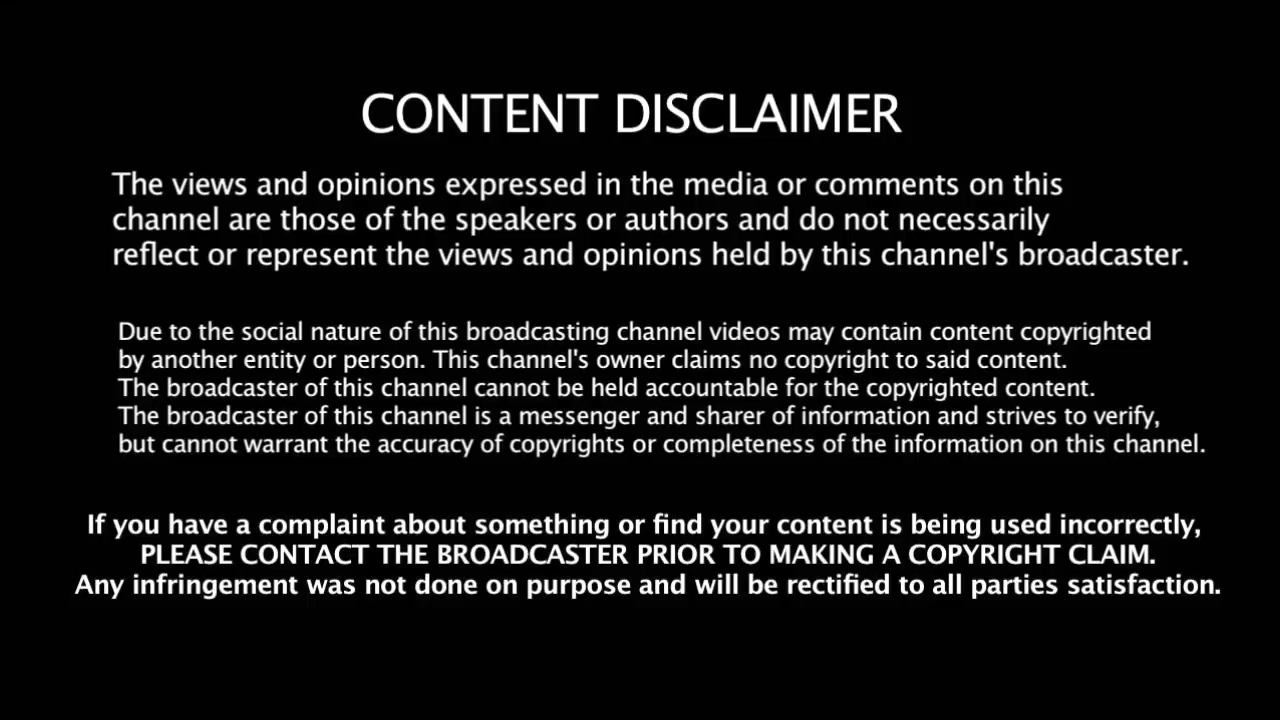 CONTENT DISCLAIMER
The views and opinions expressed in the media or comments on this
channel are those of the speakers or authors and do not necessarily
reflect or represent the views and opinions held by this channel's broadcaster.
Due to the social nature of this broadcasting channel videos may contain content copyrighted
by another entity or person. This channel's owner claims no copyright to said content.
The broadcaster of this channel cannot be held accountable for the copyrighted content.
The broadcaster of this channel is a messenger and sharer of information and strives to verify,
but cannot warrant the accuracy of copyrights or completeness of the information on this channel.
If you have a complaint about something or find your content is being used incorrectly,
PLEASE CONTACT THE BROADCASTER PRIOR TO MAKING A COPYRIGHT CLAIM.
Any infringement was not done on purpose and will be rectified to all parties satisfaction.